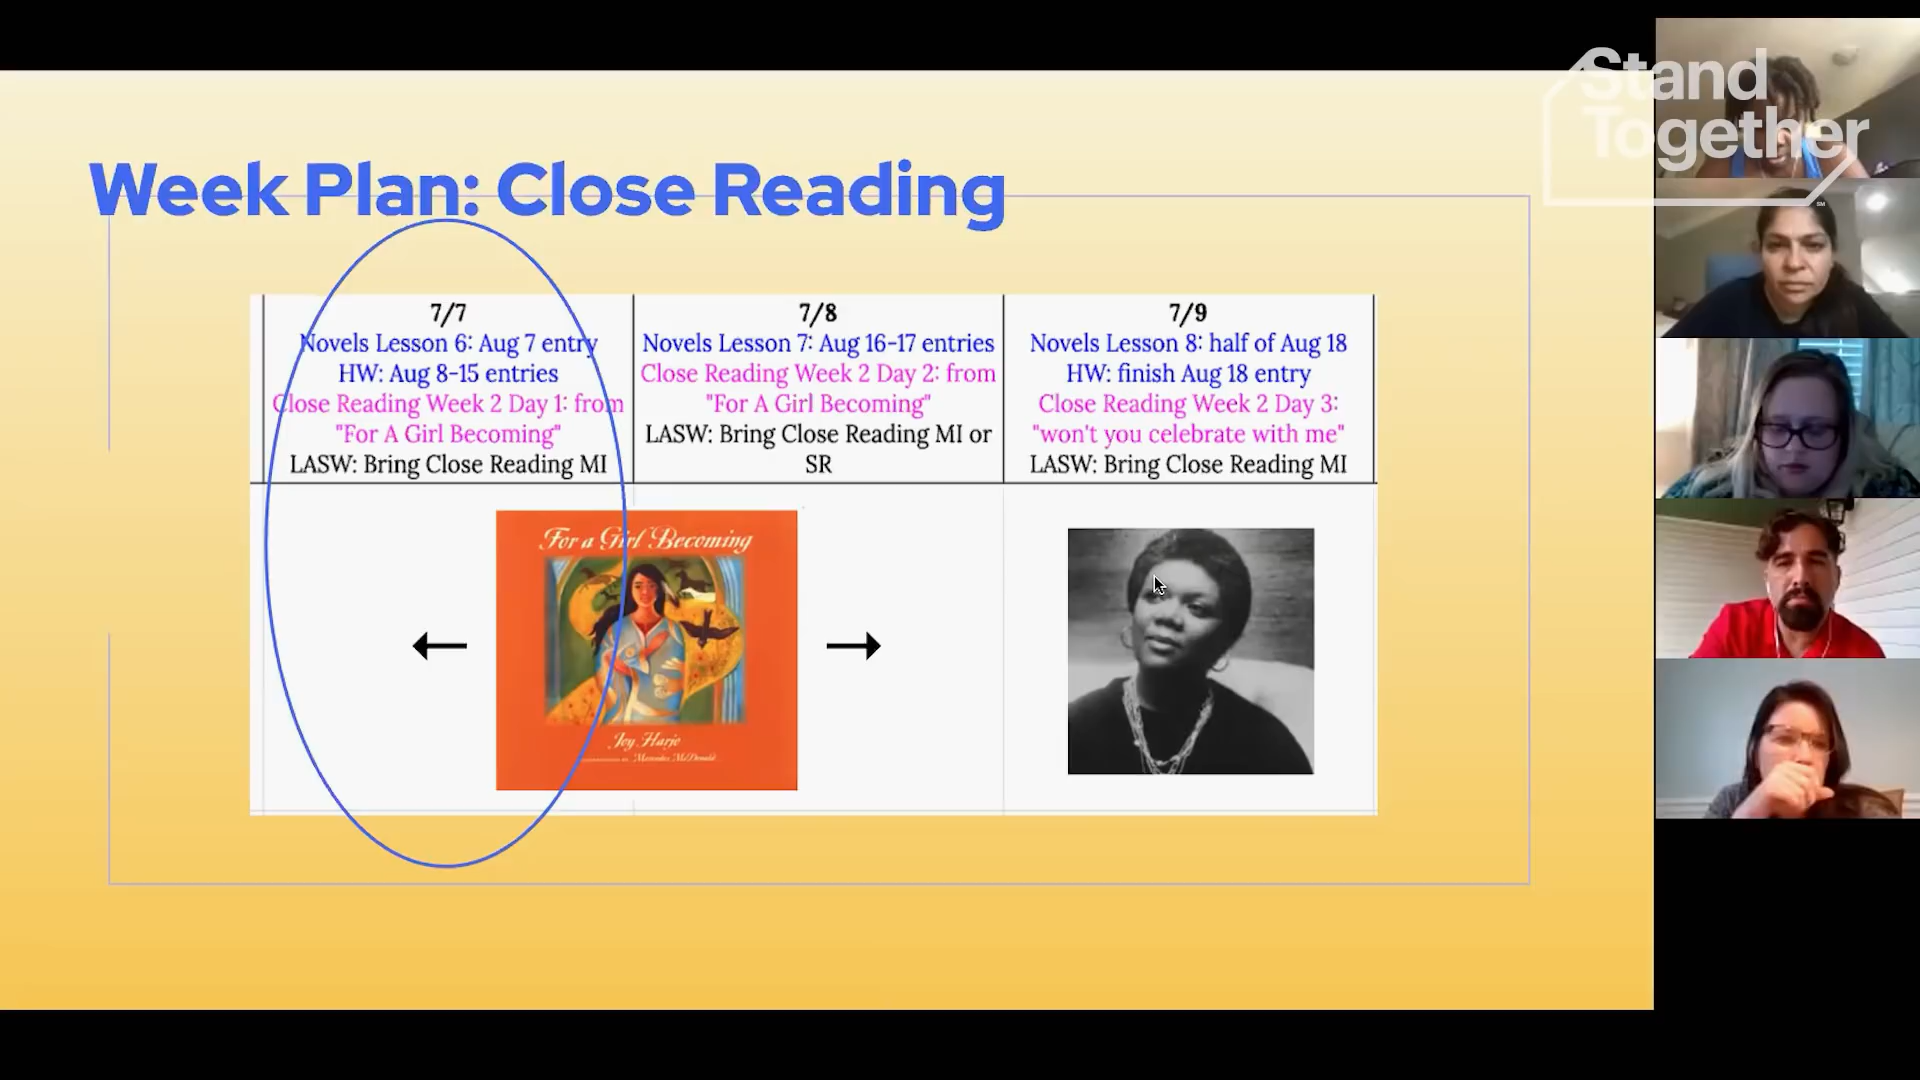 Stand
Together
Week Plan: Close Reading
7/7
Novels Lesson 6: Aug 7 entry
HW: Aug 8-15 entries
Close Reading Week 2 Day 1: from
"For A Girl Becoming"
LASW: Bring Close Reading MI
7/8
Novels Lesson 7: Aug 16-17 entries
Close Reading Week 2 Day 2: from
"For A Girl Becoming"
LASW: Bring Close Reading MI or
SR
7/9
Novels Lesson 8: half of Aug 18
HW: finish Aug 18 entry
Close Reading Week 2 Day 3:
"won't you celebrate with me"
LASW: Bring Close Reading MI
For a Girl Becoming
Joy Harjo
Mercedes McDonald